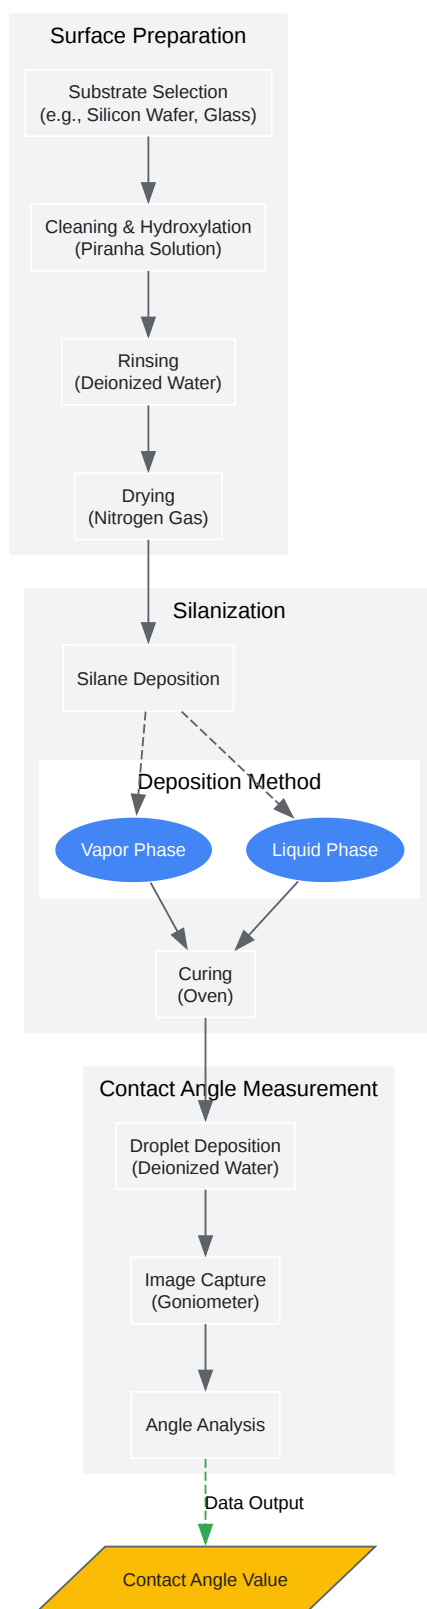 Surface Preparation
Substrate Selection
(e.g., Silicon Wafer, Glass)
Cleaning & Hydroxylation
(Piranha Solution)
Rinsing
(Deionized Water)
Drying
(Nitrogen Gas)
Silanization
Silane Deposition
Deposition Method
Vapor Phase
Liquid Phase
Curing
(Oven)
Contact Angle Measurement
Droplet Deposition
(Deionized Water)
Image Capture
(Goniometer)
Angle Analysis
Data Output
Contact Angle Value